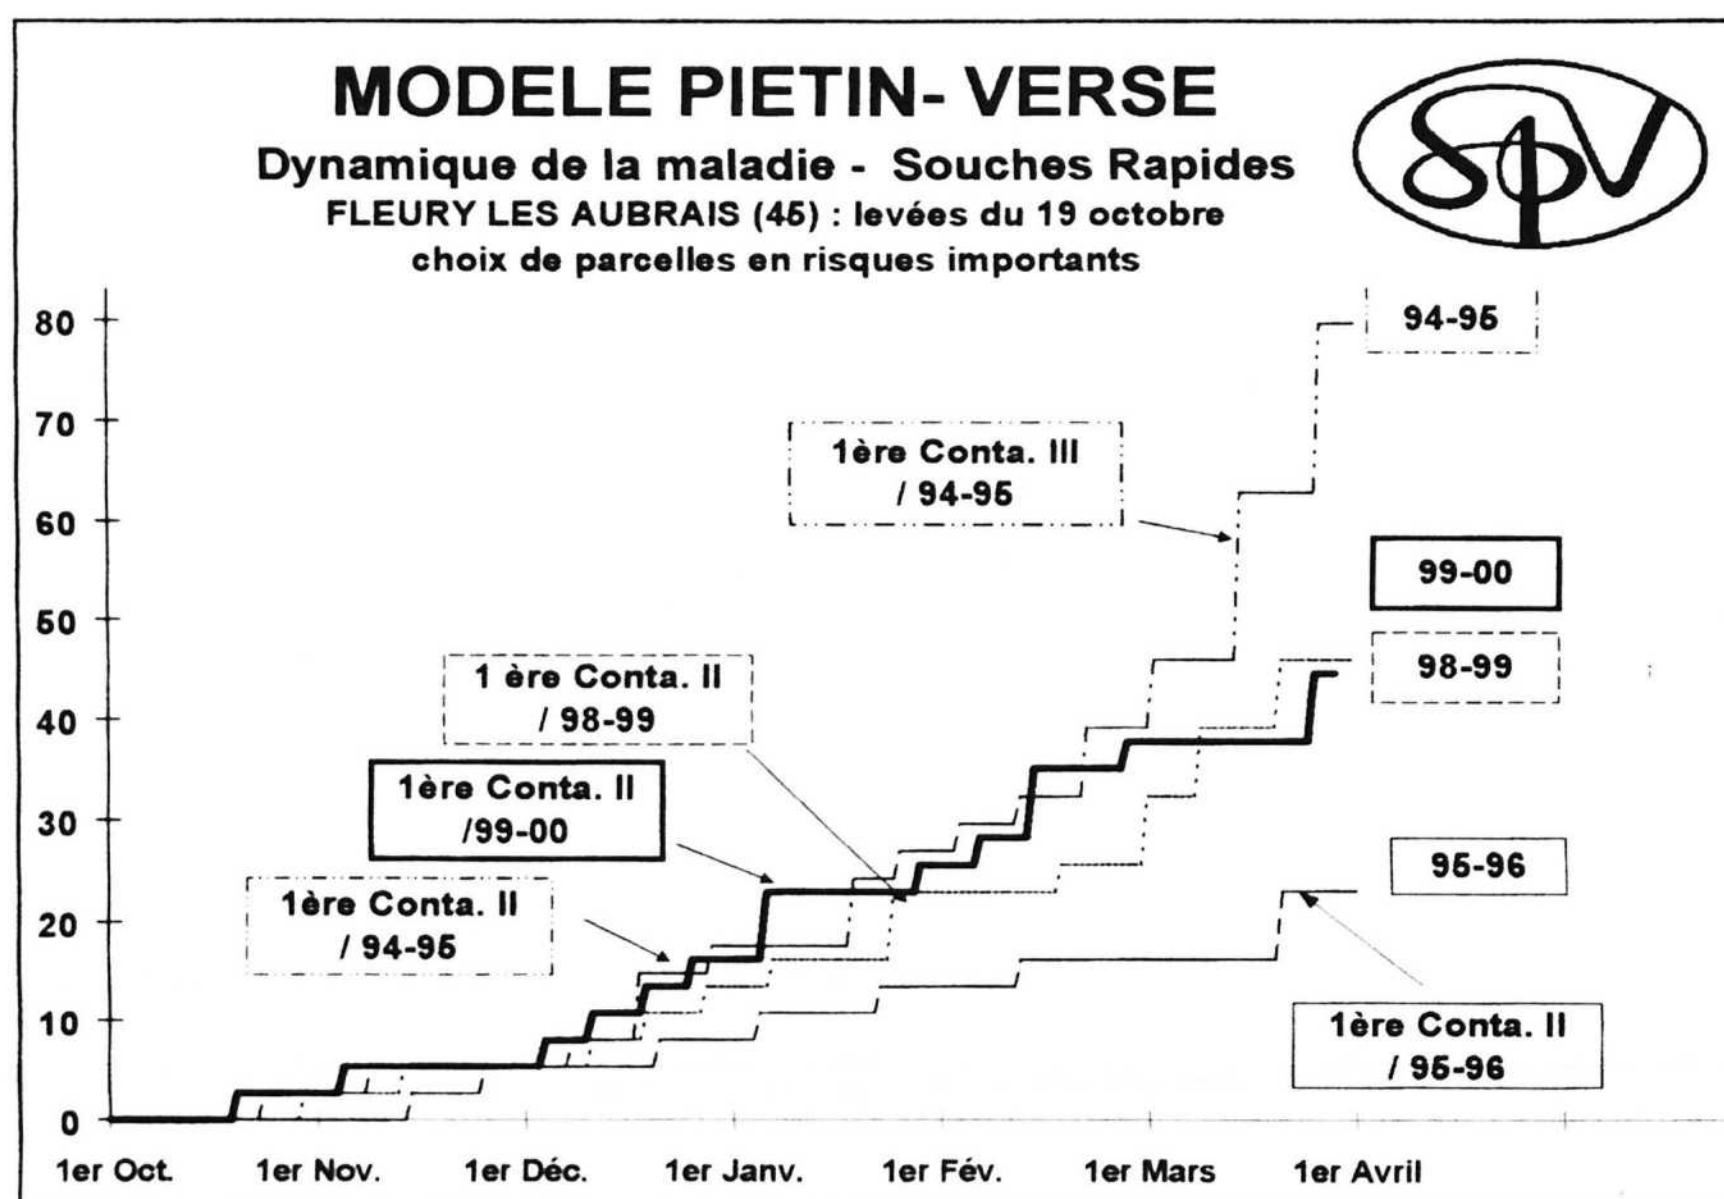 MODELE PIETIN- VERSE
Dynamique de la maladie - Souches Rapides
FLEURY LES AUBRAIS (45) : levées du 19 octobre
choix de parcelles en risques importants
SPV
80
70
60
50
40
30
20
10
0
94-95
1ère Conta. III
/ 94-95
99-00
98-99
1 ère Conta. II
/ 98-99
1ère Conta. II
/99-00
95-96
1ère Conta. II
/ 94-95
1ère Conta. II
/ 95-96
1er Oct.
1er Nov.
1er Déc.
1er Janv.
1er Fév.
1er Mars
1er Avril